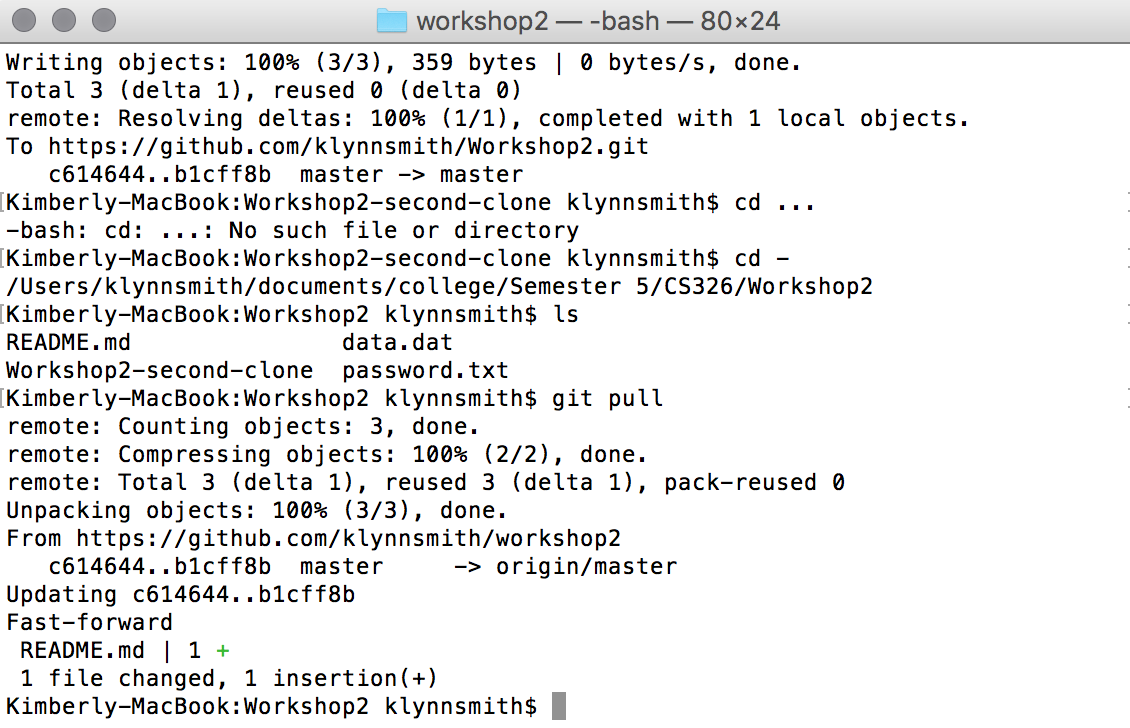 workshop2 — -bash — 80×24
Writing objects: 100% (3/3), 359 bytes | 0 bytes/s, done.
Total 3 (delta 1), reused 0 (delta 0)
remote: Resolving deltas: 100% (1/1), completed with 1 local objects.
To https://github.com/klynnsmith/Workshop2.git
   c614644..b1cff8b  master -> master
[Kimberly-MacBook:Workshop2-second-clone klynnsmith$ cd ...
-bash: cd: ...: No such file or directory
[Kimberly-MacBook:Workshop2-second-clone klynnsmith$ cd -
/Users/klynnsmith/documents/college/Semester 5/CS326/Workshop2
[Kimberly-MacBook:Workshop2 klynnsmith$ ls
README.md               data.dat
Workshop2-second-clone  password.txt
[Kimberly-MacBook:Workshop2 klynnsmith$ git pull
remote: Counting objects: 3, done.
remote: Compressing objects: 100% (2/2), done.
remote: Total 3 (delta 1), reused 3 (delta 1), pack-reused 0
Unpacking objects: 100% (3/3), done.
From https://github.com/klynnsmith/workshop2
   c614644..b1cff8b  master     -> origin/master
Updating c614644..b1cff8b
Fast-forward
 README.md | 1 +
 1 file changed, 1 insertion(+)
Kimberly-MacBook:Workshop2 klynnsmith$